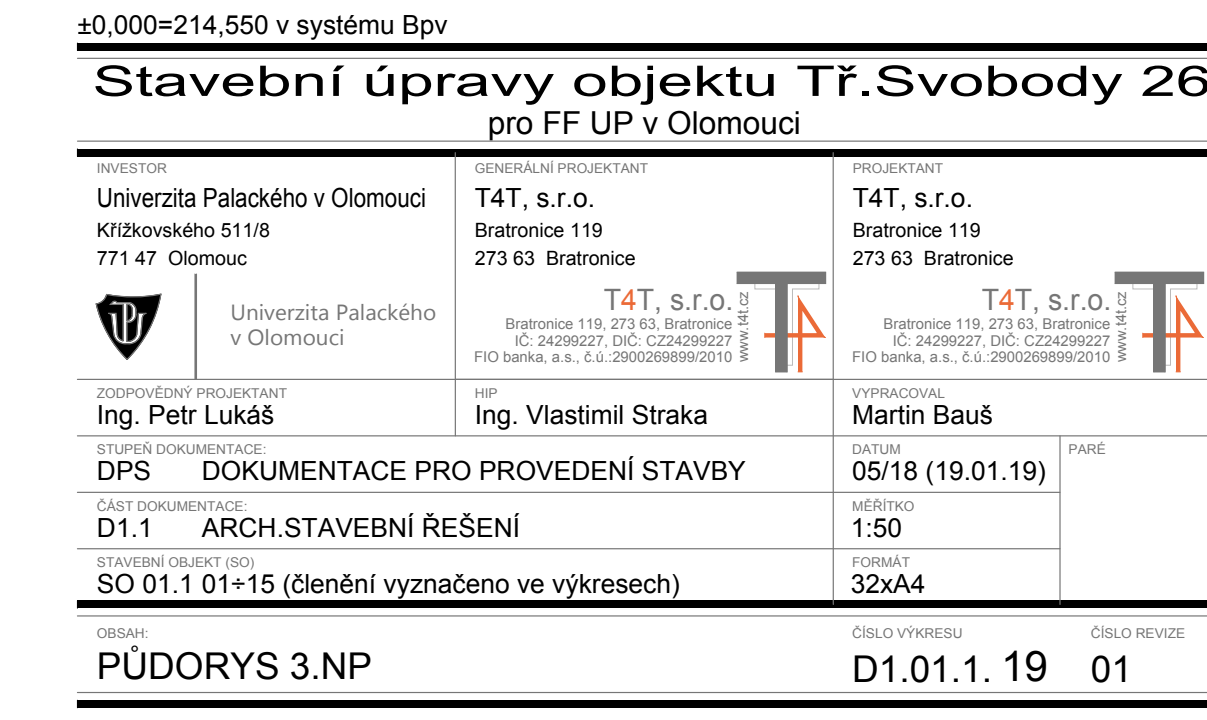 ±0,000=214,550 v systému Bpv
Stavební úpravy objektu Tř.Svobody 26
pro FF UP v Olomouci
INVESTOR
Univerzita Palackého v Olomouci
Křížkovského 511/8
771 47 Olomouc
Univerzita Palackého
v Olomouci
GENERÁLNÍ PROJEKTANT
T4T, s.r.o.
Bratronice 119
273 63 Bratronice
T4T, s.r.o.
Bratronice 119, 273 63, Bratronice
IČ: 24299227, DIČ: CZ24299227
FIO banka, a.s., č.ú.:2900269899/2010
www.t4t.cz
PROJEKTANT
T4T, s.r.o.
Bratronice 119
273 63 Bratronice
T4T, s.r.o.
Bratronice 119, 273 63, Bratronice
IČ: 24299227, DIČ: CZ24299227
FIO banka, a.s., č.ú.:2900269899/2010
www.t4t.cz
ZODPOVĚDNÝ PROJEKTANT
Ing. Petr Lukáš
HIP
Ing. Vlastimil Straka
VYPRACOVAL
Martin Bauš
STUPEŇ DOKUMENTACE:
DPS DOKUMENTACE PRO PROVEDENÍ STAVBY
DATUM
05/18 (19.01.19)
PARÉ
ČÁST DOKUMENTACE:
D1.1 ARCH.STAVEBNÍ ŘEŠENÍ
MĚŘÍTKO
1:50
STAVEBNÍ OBJEKT (SO)
SO 01.1 01÷15 (členění vyznačeno ve výkresech)
FORMÁT
32xA4
OBSAH:
PŮDORYS 3.NP
ČÍSLO VÝKRESU
D1.01.1. 19
ČÍSLO REVIZE
01